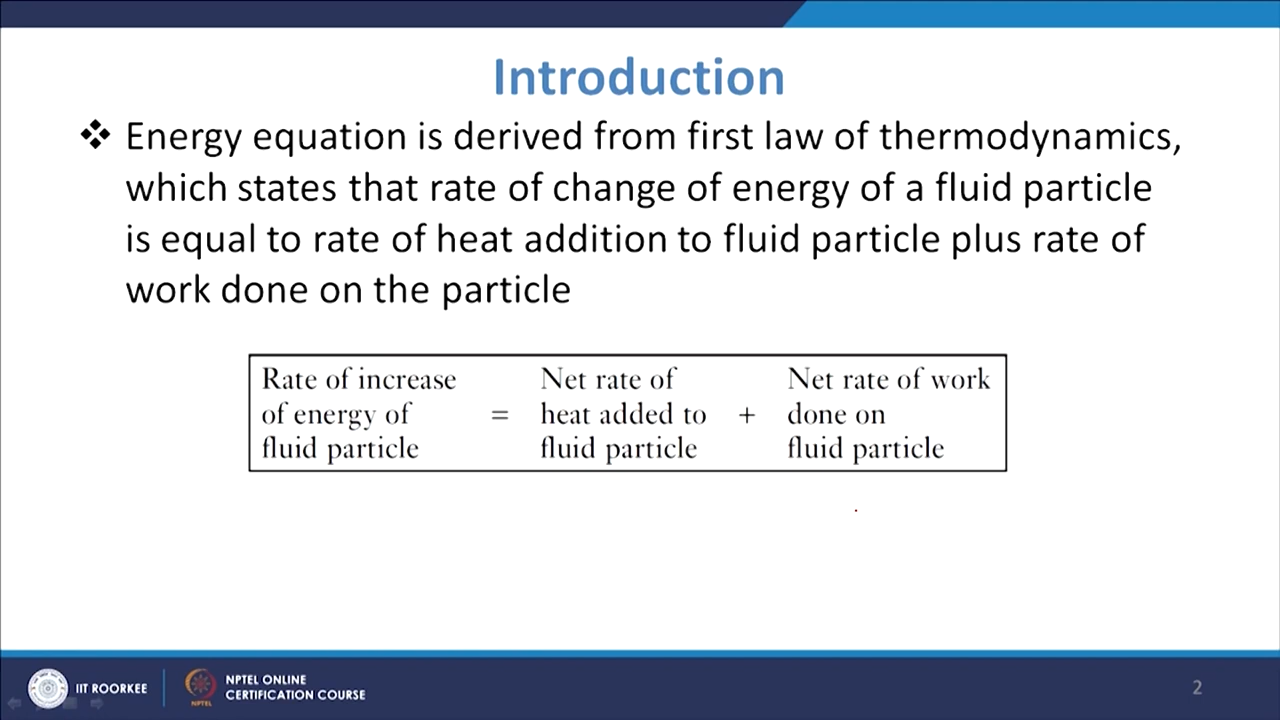 Introduction
❖ Energy equation is derived from first law of thermodynamics,
which states that rate of change of energy of a fluid particle
is equal to rate of heat addition to fluid particle plus rate of
work done on the particle
Rate of increase Net rate of Net rate of work
of energy of = heat added to + done on
fluid particle fluid particle fluid particle
IIT ROORKEE
NPTEL
NPTEL ONLINE
CERTIFICATION COURSE
2